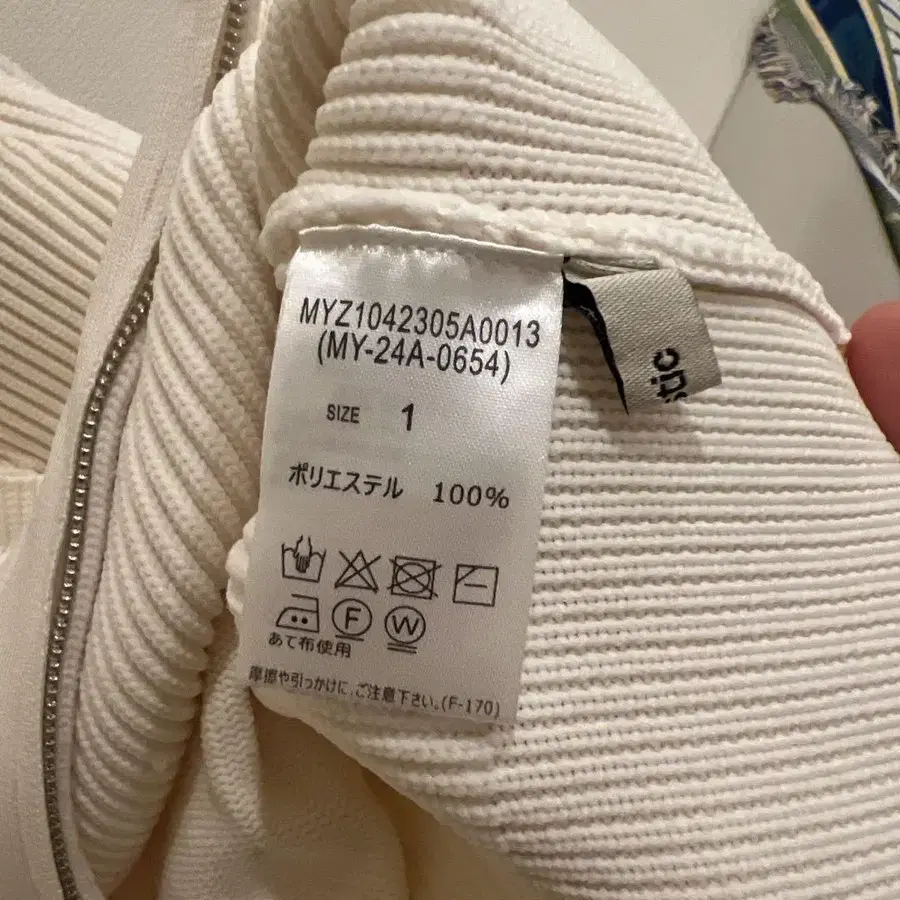 MYZ1042305A0013
(MY-24A-0654)
SIZE 1
ポリエステル 100%
F W
あて布使用
摩擦や引っかけに、ご注意下さい。(F-170)